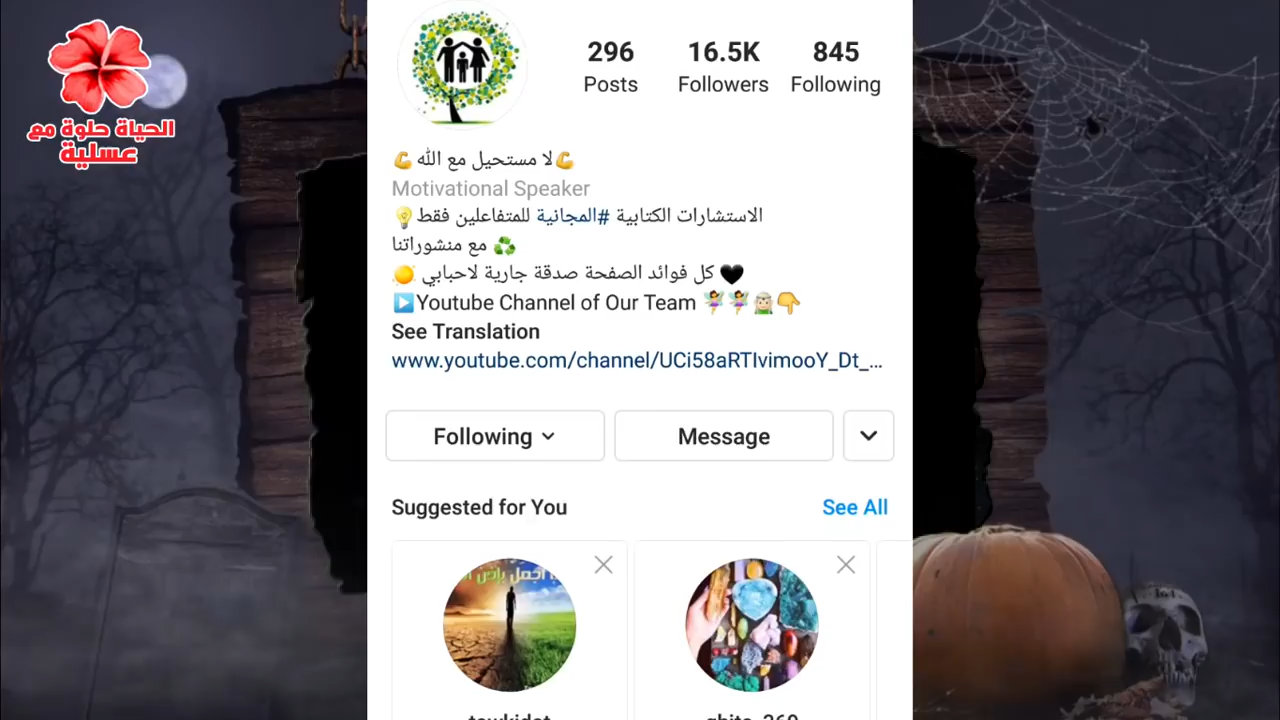 الحياة حلوة مع
عسلية
296 16.5K 845
Posts Followers Following
💪لا مستحيل مع الله💪
Motivational Speaker
الاستشارات الكتابية #المجانية للمتفاعلين فقط💡
♻️ مع منشوراتنا
🖤 كل فوائد الصفحة صدقة جارية لاحبابي ☀️
▶️Youtube Channel of Our Team 🧚‍♀️🧚‍♀️🧝👇
See Translation
www.youtube.com/channel/UCi58aRTIvimooY_Dt_...
Following Message
Suggested for You See All